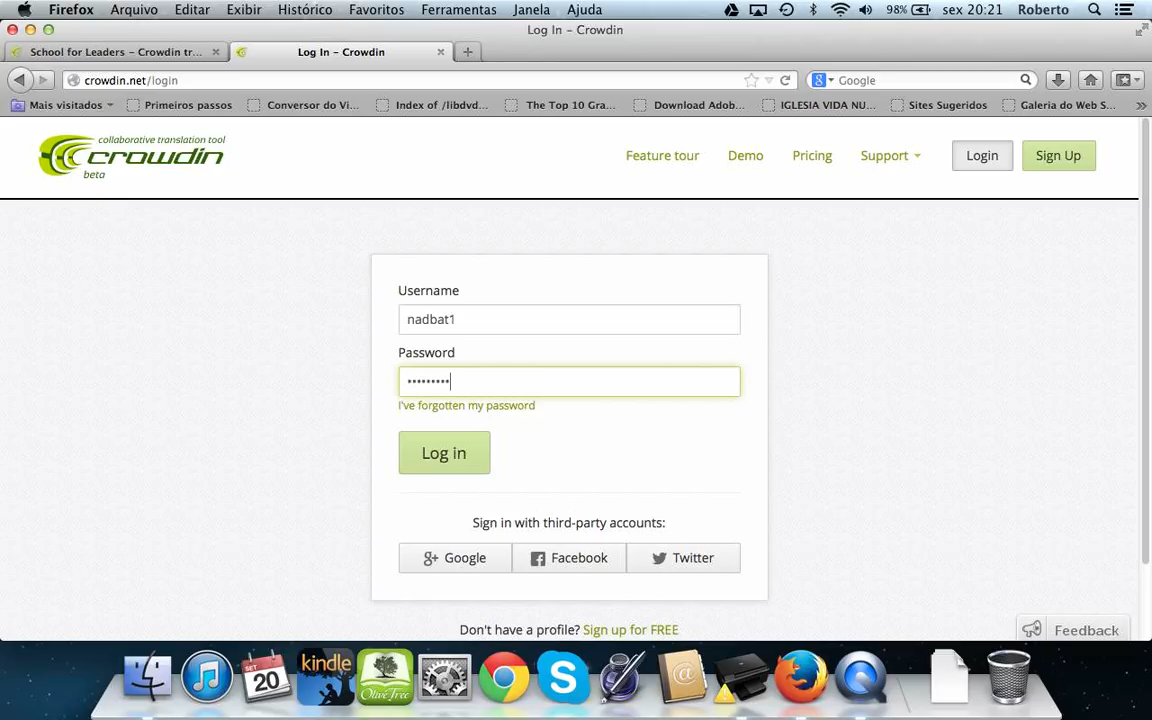 Firefox Arquivo Editar Exibir Histórico Favoritos Ferramentas Janela Ajuda 98% sex 20:21 Roberto
Log In – Crowdin
School for Leaders – Crowdin tr... Log In – Crowdin
crowdin.net/login Google
Mais visitados Primeiros passos Conversor do Vi... Index of /libdvd... The Top 10 Gra... Download Adob... IGLESIA VIDA NU... Sites Sugeridos Galeria do Web S...
collaborative translation tool
crowdin
beta
Feature tour Demo Pricing Support Login Sign Up
Username
nadbat1
Password
•••••••••
I've forgotten my password
Log in
Sign in with third-party accounts:
Google Facebook Twitter
Don't have a profile? Sign up for FREE
Feedback
SET
20
kindle
OliveTree